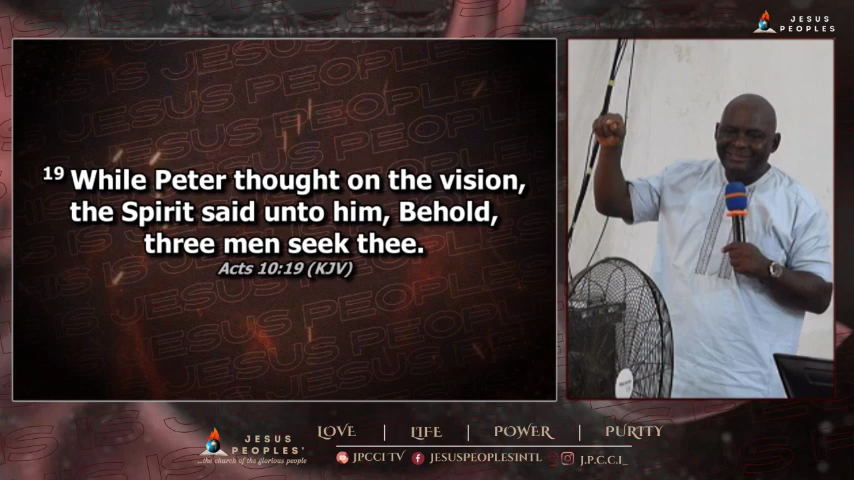 JESUS
PEOPLES
19 While Peter thought on the vision,
the Spirit said unto him, Behold,
three men seek thee.
Acts 10:19 (KJV)
LOVE | LIFE | POWER | PURITY
JESUS
PEOPLES'
...the church of the glorious people
JPCCI TV JESUSPEOPLESINTL J.P.C.C.I_